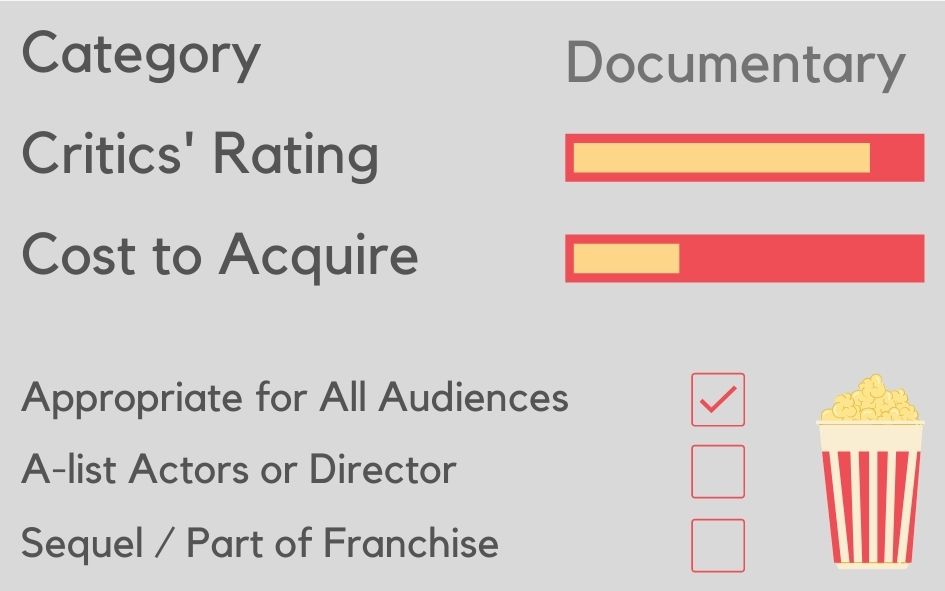 Category
Documentary
Critics' Rating
Cost to Acquire
Appropriate for All Audiences
A-list Actors or Director
Sequel / Part of Franchise